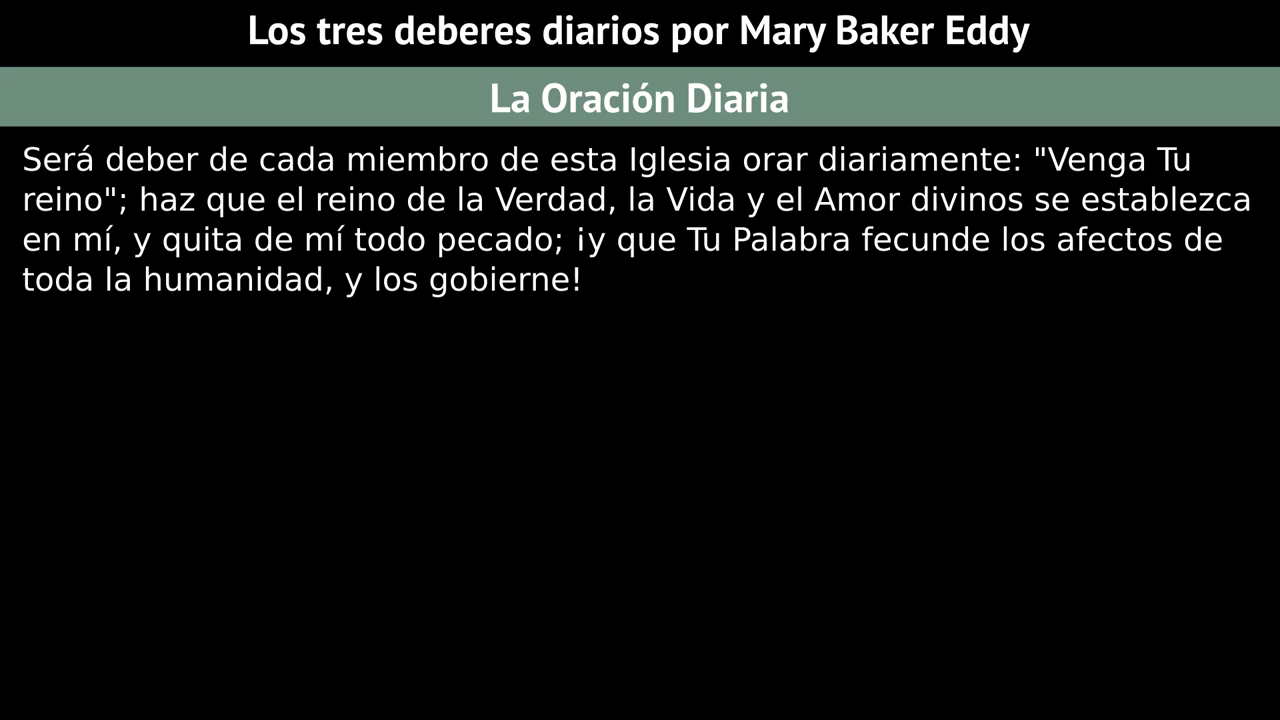 Los tres deberes diarios por Mary Baker Eddy
La Oración Diaria
Será deber de cada miembro de esta Iglesia orar diariamente: "Venga Tu
reino"; haz que el reino de la Verdad, la Vida y el Amor divinos se establezca
en mí, y quita de mí todo pecado; ¡y que Tu Palabra fecunde los afectos de
toda la humanidad, y los gobierne!